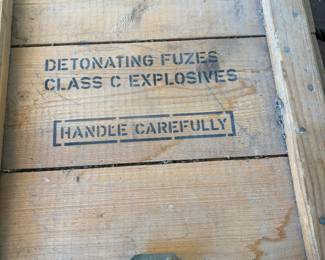 DETONATING FUZES
CLASS C EXPLOSIVES
HANDLE CAREFULLY